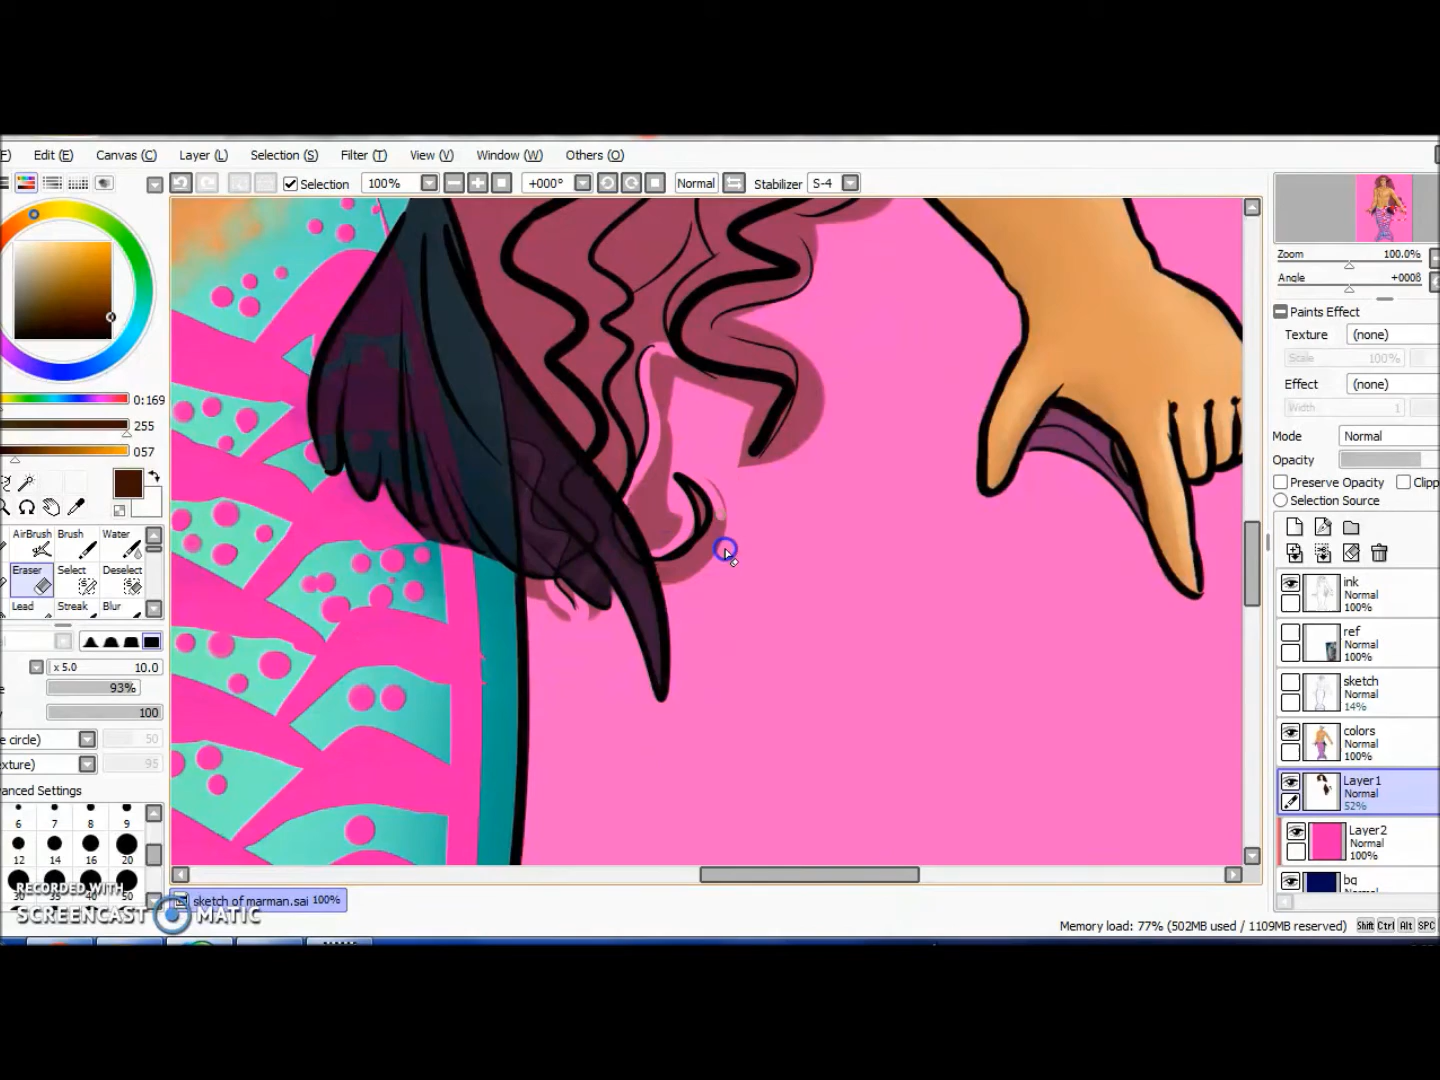 F) Edit (E) Canvas (C) Layer (L) Selection (S) Filter (T) View (V) Window (W) Others (O)
Selection 100% +000° Normal Stabilizer S-4
Zoom 100.0%
Angle +000δ
Paints Effect
Texture (none)
Scale 100%
Effect (none)
Width 1
Mode Normal
Opacity
Preserve Opacity Clipp
Selection Source
0:169
255
057
AirBrush Brush Water
Eraser Select Deselect
Lead Streak Blur
x 5.0 10.0
93%
100
e circle) 50
exture) 95
vanced Settings
6 7 8 9
12 14 16 20
30 35 40 50
ink
Normal
100%
ref
Normal
100%
sketch
Normal
14%
colors
Normal
100%
Layer1
Normal
52%
Layer2
Normal
100%
bg
RECORDED WITH
SCREENCAST MATIC
sketch of marman.sai 100%
Memory load: 77% (502MB used / 1109MB reserved) Shift Ctrl Alt SPC